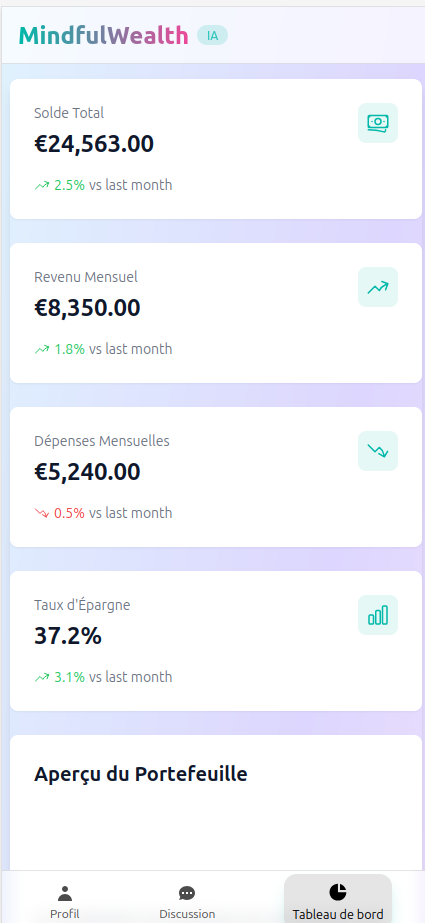 MindfulWealth IA
Solde Total
€24,563.00
2.5% vs last month
Revenu Mensuel
€8,350.00
1.8% vs last month
Dépenses Mensuelles
€5,240.00
0.5% vs last month
Taux d'Épargne
37.2%
3.1% vs last month
Aperçu du Portefeuille
Profil Discussion Tableau de bord